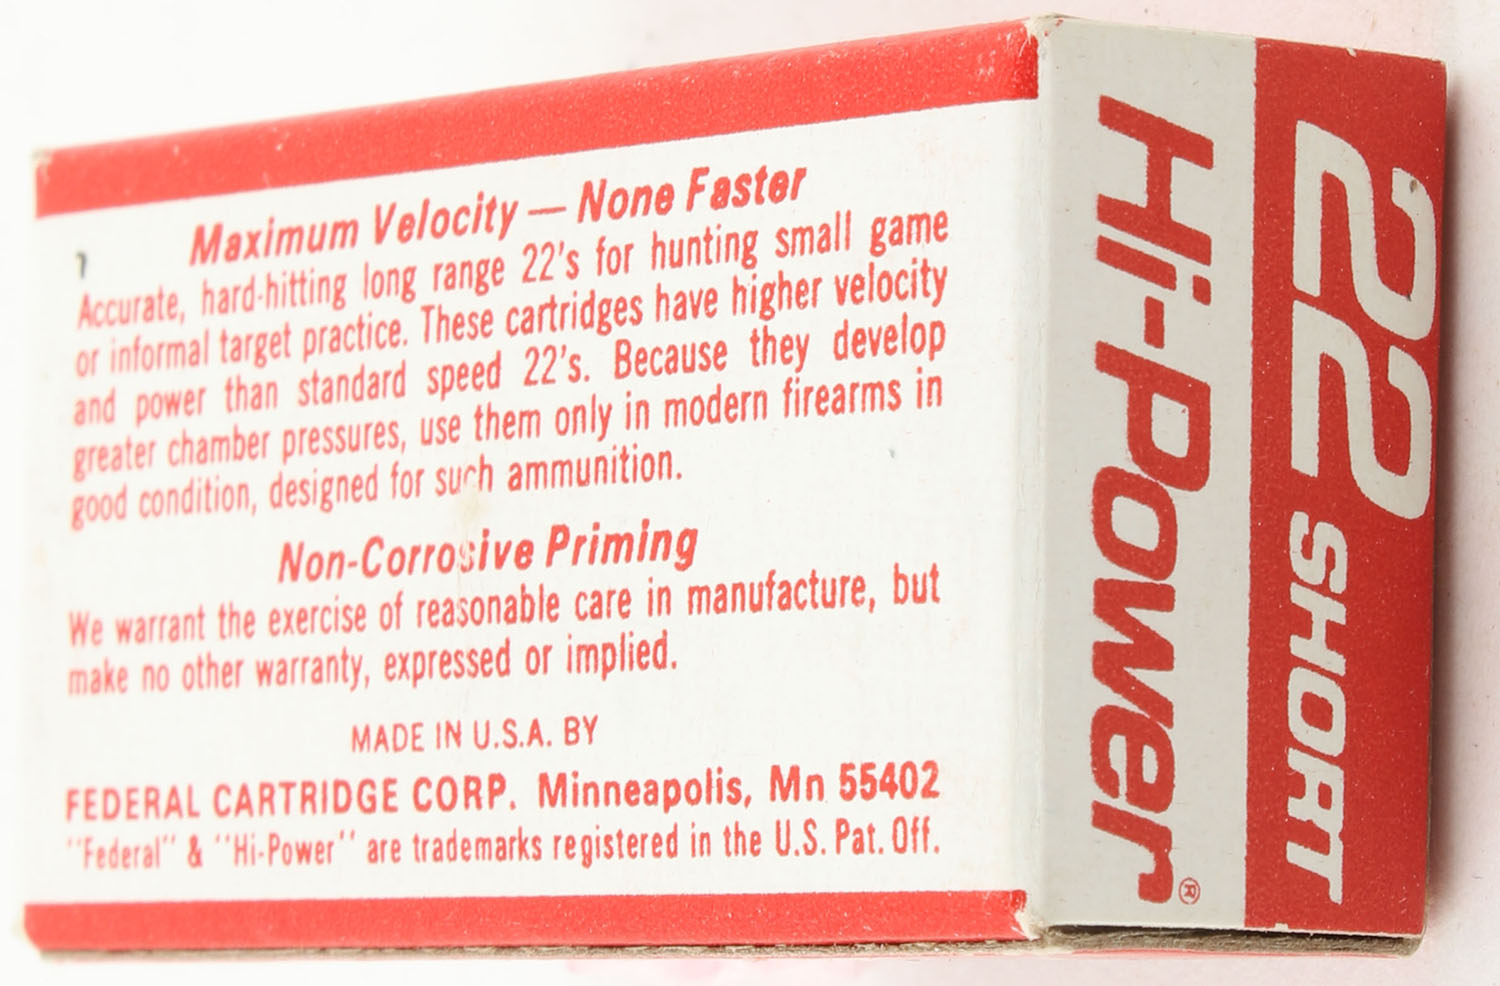 Maximum Velocity — None Faster
Accurate, hard-hitting long range 22's for hunting small game
or informal target practice. These cartridges have higher velocity
and power than standard speed 22's. Because they develop
greater chamber pressures, use them only in modern firearms in
good condition, designed for such ammunition.
Non-Corrosive Priming
We warrant the exercise of reasonable care in manufacture, but
make no other warranty, expressed or implied.
MADE IN U.S.A. BY
FEDERAL CARTRIDGE CORP. Minneapolis, Mn 55402
"Federal" & "Hi-Power" are trademarks registered in the U.S. Pat. Off.
22 SHORT
Hi-Power®